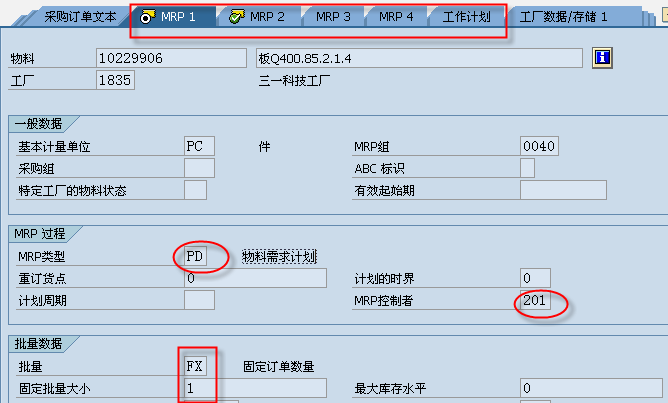 采购订单文本 MRP 1 MRP 2 MRP 3 MRP 4 工作计划 工厂数据/存储 1
物料 10229906 板Q400.85.2.1.4
工厂 1835 三一科技工厂
一般数据
基本计量单位 PC 件 MRP组 0040
采购组 ABC 标识
特定工厂的物料状态 有效起始期
MRP 过程
MRP类型 PD 物料需求计划
重订货点 0 计划的时界 0
计划周期 MRP控制者 201
批量数据
批量 FX 固定订单数量
固定批量大小 1 最大库存水平 0